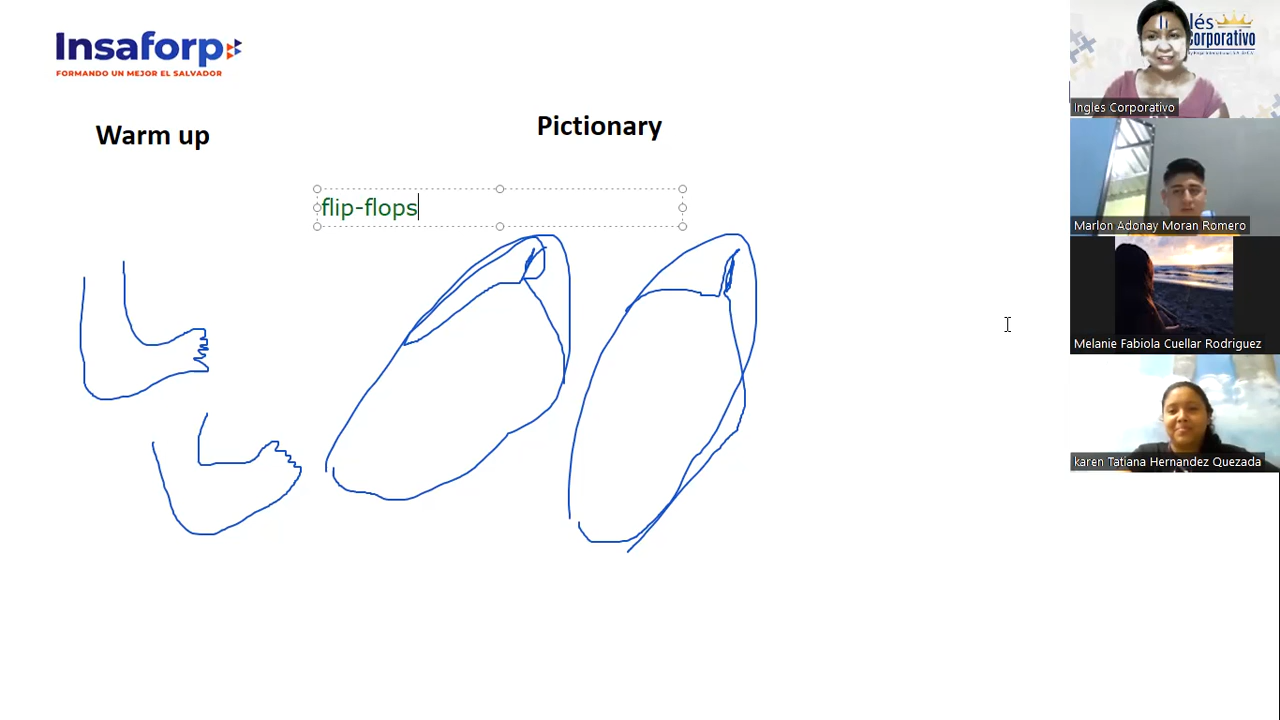 Insaforp
FORMANDO UN MEJOR EL SALVADOR
Warm up
Pictionary
flip-flops
lés
Corporativo
Ingles Corporativo
Marlon Adonay Moran Romero
Melanie Fabiola Cuellar Rodriguez
karen Tatiana Hernandez Quezada